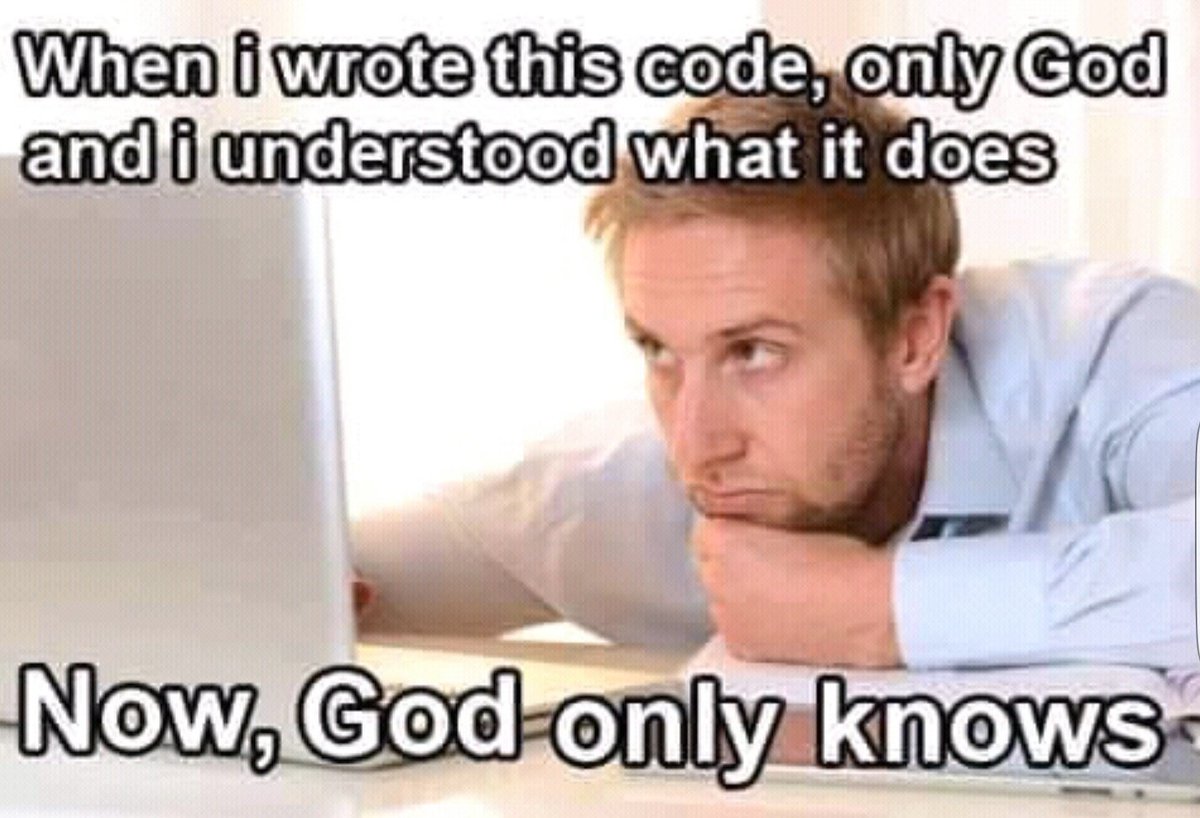 When i wrote this code, only God
and i understood what it does
Now, God only knows